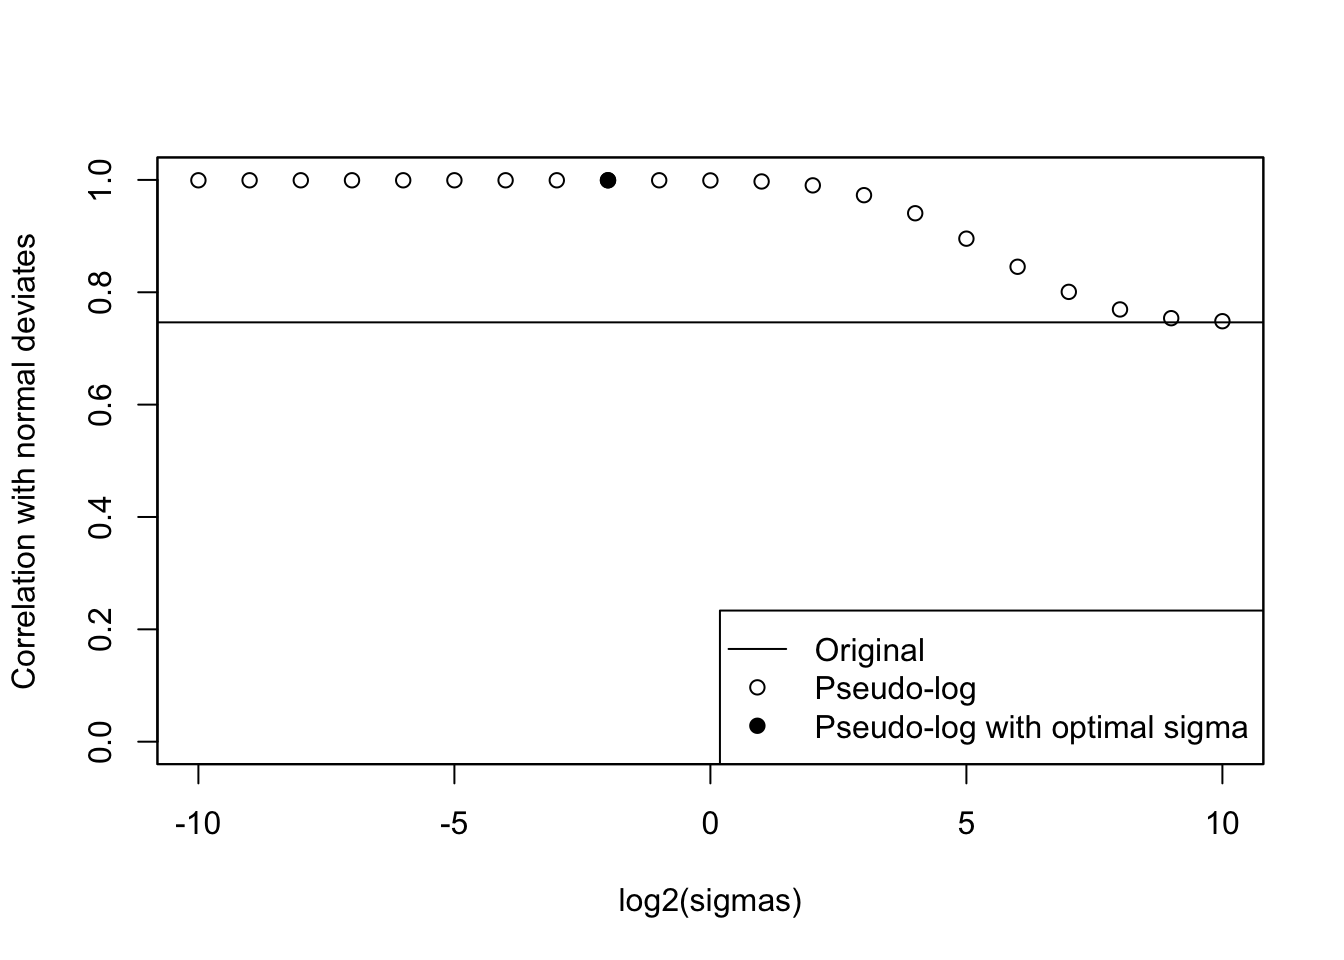 Correlation with normal deviates
1.0
0.8
0.6
0.4
0.2
0.0
Original
Pseudo-log
Pseudo-log with optimal sigma
-10
-5
0
5
10
log2(sigmas)